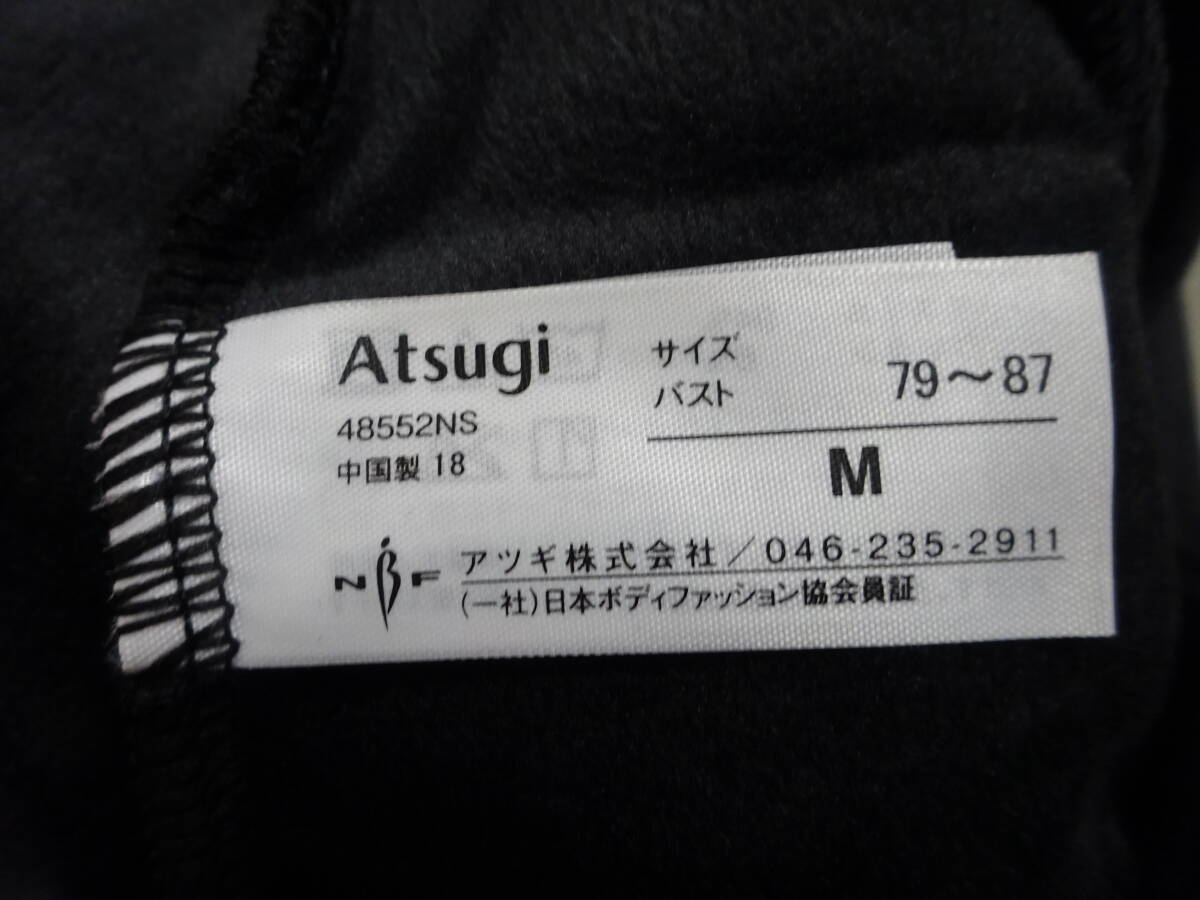 Atsugi
48552NS
中国製 18
サイズ
バスト 79〜87
M
NBF
アツギ株式会社/046-235-2911
(一社)日本ボディファッション協会員証